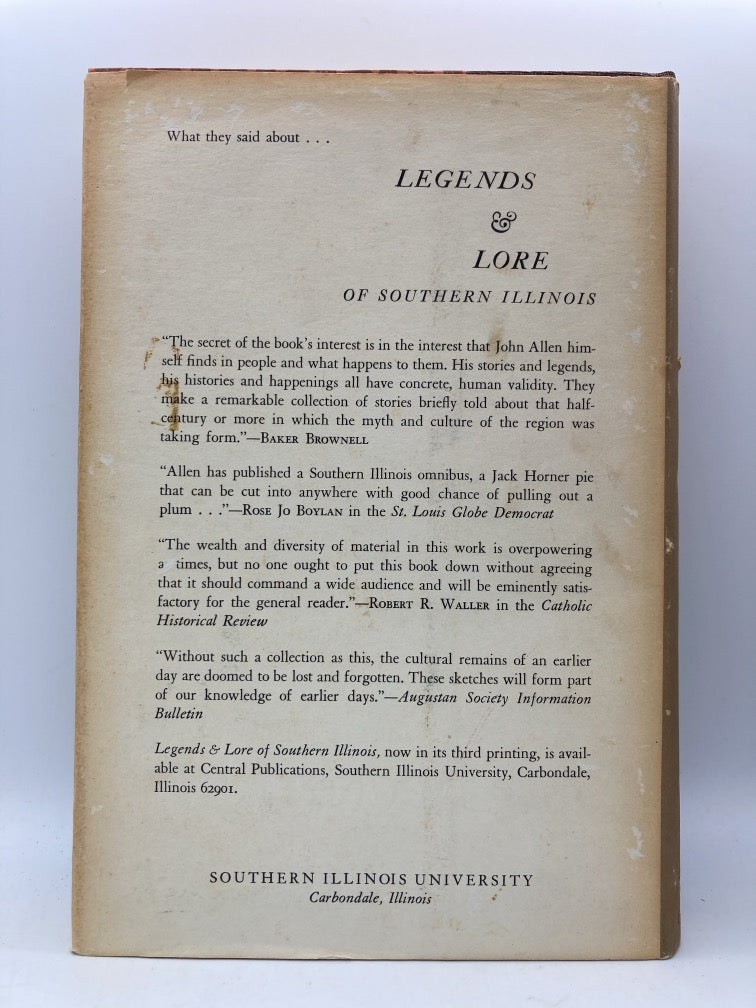 What they said about . . .
LEGENDS
&
LORE
OF SOUTHERN ILLINOIS
“The secret of the book’s interest is in the interest that John Allen him-
self finds in people and what happens to them. His stories and legends,
his histories and happenings all have concrete, human validity. They
make a remarkable collection of stories briefly told about that half-
century or more in which the myth and culture of the region was
taking form.”—BAKER BROWNELL
“Allen has published a Southern Illinois omnibus, a Jack Horner pie
that can be cut into anywhere with good chance of pulling out a
plum . . .”—ROSE JO BOYLAN in the St. Louis Globe Democrat
“The wealth and diversity of material in this work is overpowering
a times, but no one ought to put this book down without agreeing
that it should command a wide audience and will be eminently satis-
factory for the general reader.”—ROBERT R. WALLER in the Catholic
Historical Review
“Without such a collection as this, the cultural remains of an earlier
day are doomed to be lost and forgotten. These sketches will form part
of our knowledge of earlier days.”—Augustan Society Information
Bulletin
Legends & Lore of Southern Illinois, now in its third printing, is avail-
able at Central Publications, Southern Illinois University, Carbondale,
Illinois 62901.
SOUTHERN ILLINOIS UNIVERSITY
Carbondale, Illinois